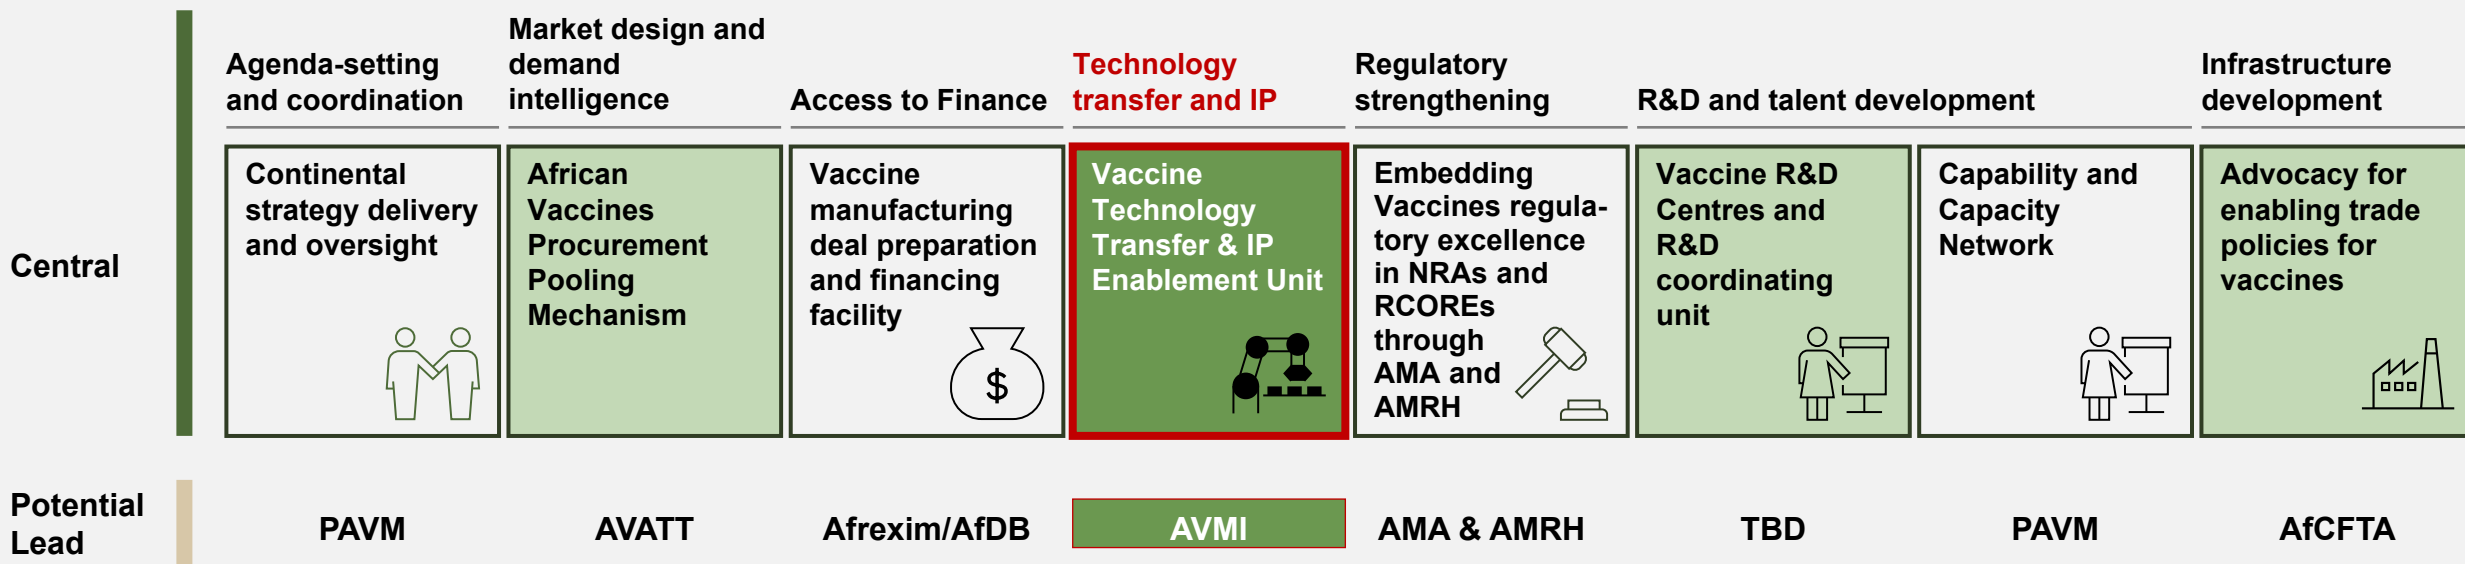 Agenda-setting
and coordination
Market design and
demand
intelligence
Access to Finance
Technology
transfer and IP
Regulatory
strengthening
R&D and talent development
Infrastructure
development
Central
Continental
strategy delivery
and oversight
African
Vaccines
Procurement
Pooling
Mechanism
Vaccine
manufacturing
deal preparation
and financing
facility
$
Vaccine
Technology
Transfer & IP
Enablement Unit
Embedding
Vaccines regula-
tory excellence
in NRAs and
RCOREs
through
AMA and
AMRH
Vaccine R&D
Centres and
R&D
coordinating
unit
Capability and
Capacity
Network
Advocacy for
enabling trade
policies for
vaccines
Potential
Lead
PAVM
AVATT
Afrexim/AfDB
AVMI
AMA & AMRH
TBD
PAVM
AfCFTA